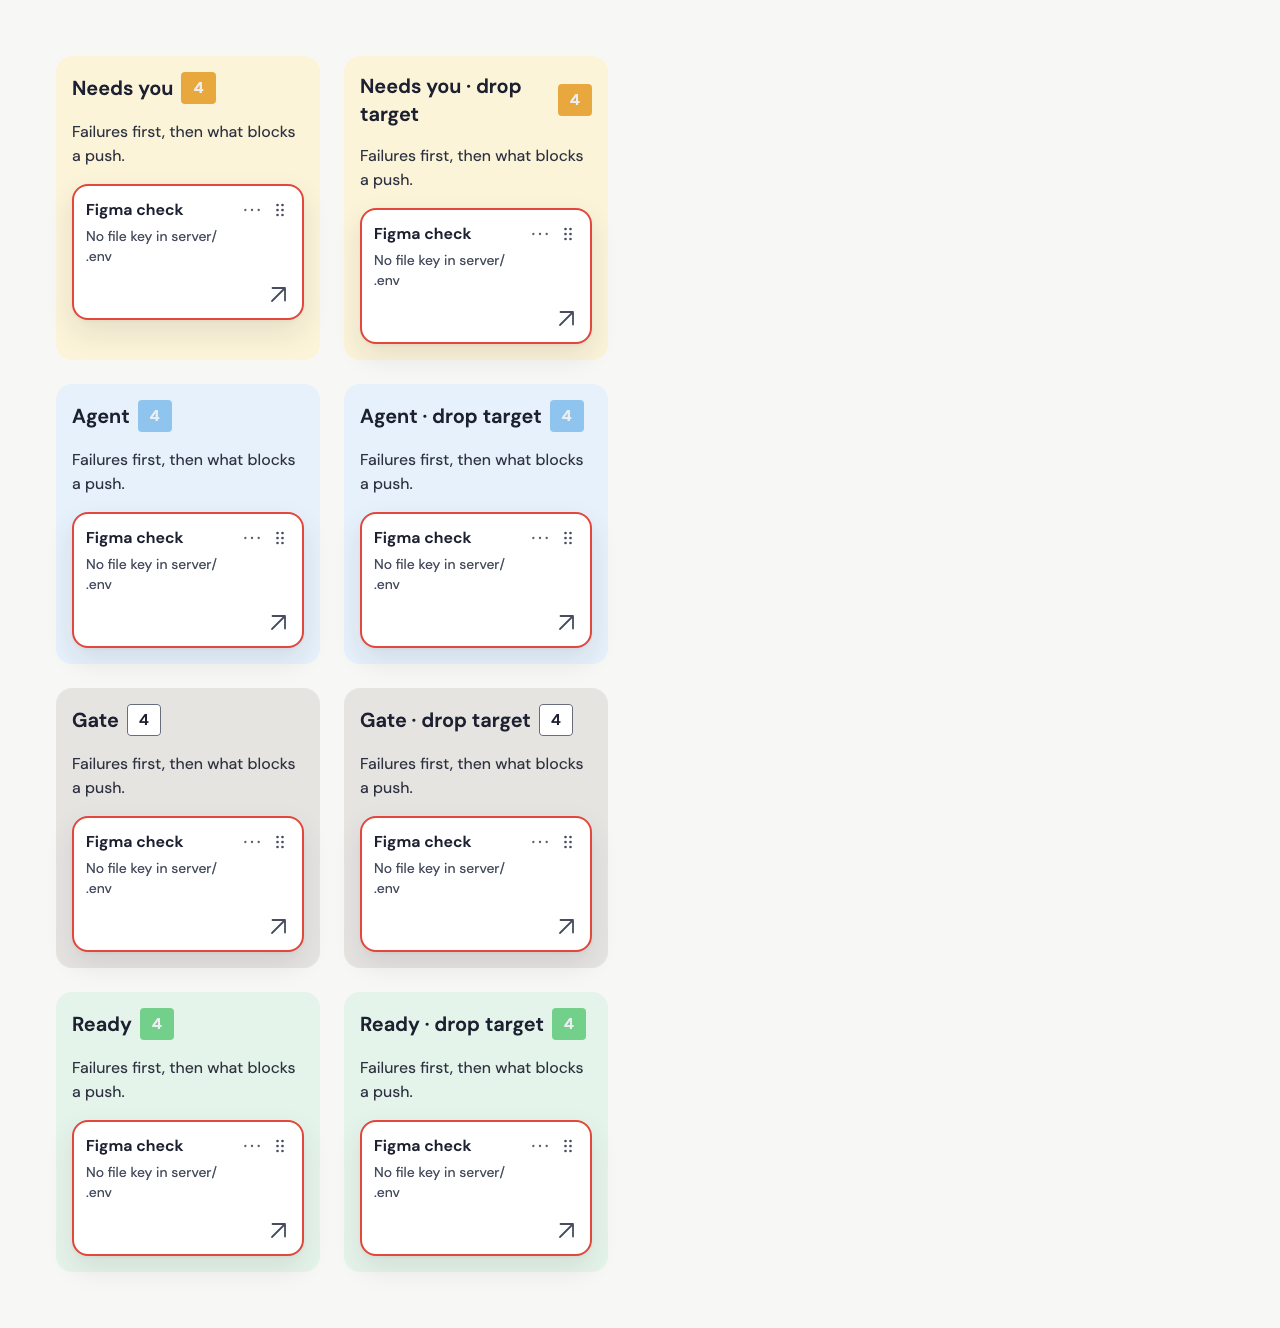 Needs you 4
Failures first, then what blocks
a push.
Figma check
No file key in server/
.env
Needs you · drop
target
4
Failures first, then what blocks
a push.
Figma check
No file key in server/
.env
Agent 4
Failures first, then what blocks
a push.
Figma check
No file key in server/
.env
Agent · drop target 4
Failures first, then what blocks
a push.
Figma check
No file key in server/
.env
Gate 4
Failures first, then what blocks
a push.
Figma check
No file key in server/
.env
Gate · drop target 4
Failures first, then what blocks
a push.
Figma check
No file key in server/
.env
Ready 4
Failures first, then what blocks
a push.
Figma check
No file key in server/
.env
Ready · drop target 4
Failures first, then what blocks
a push.
Figma check
No file key in server/
.env